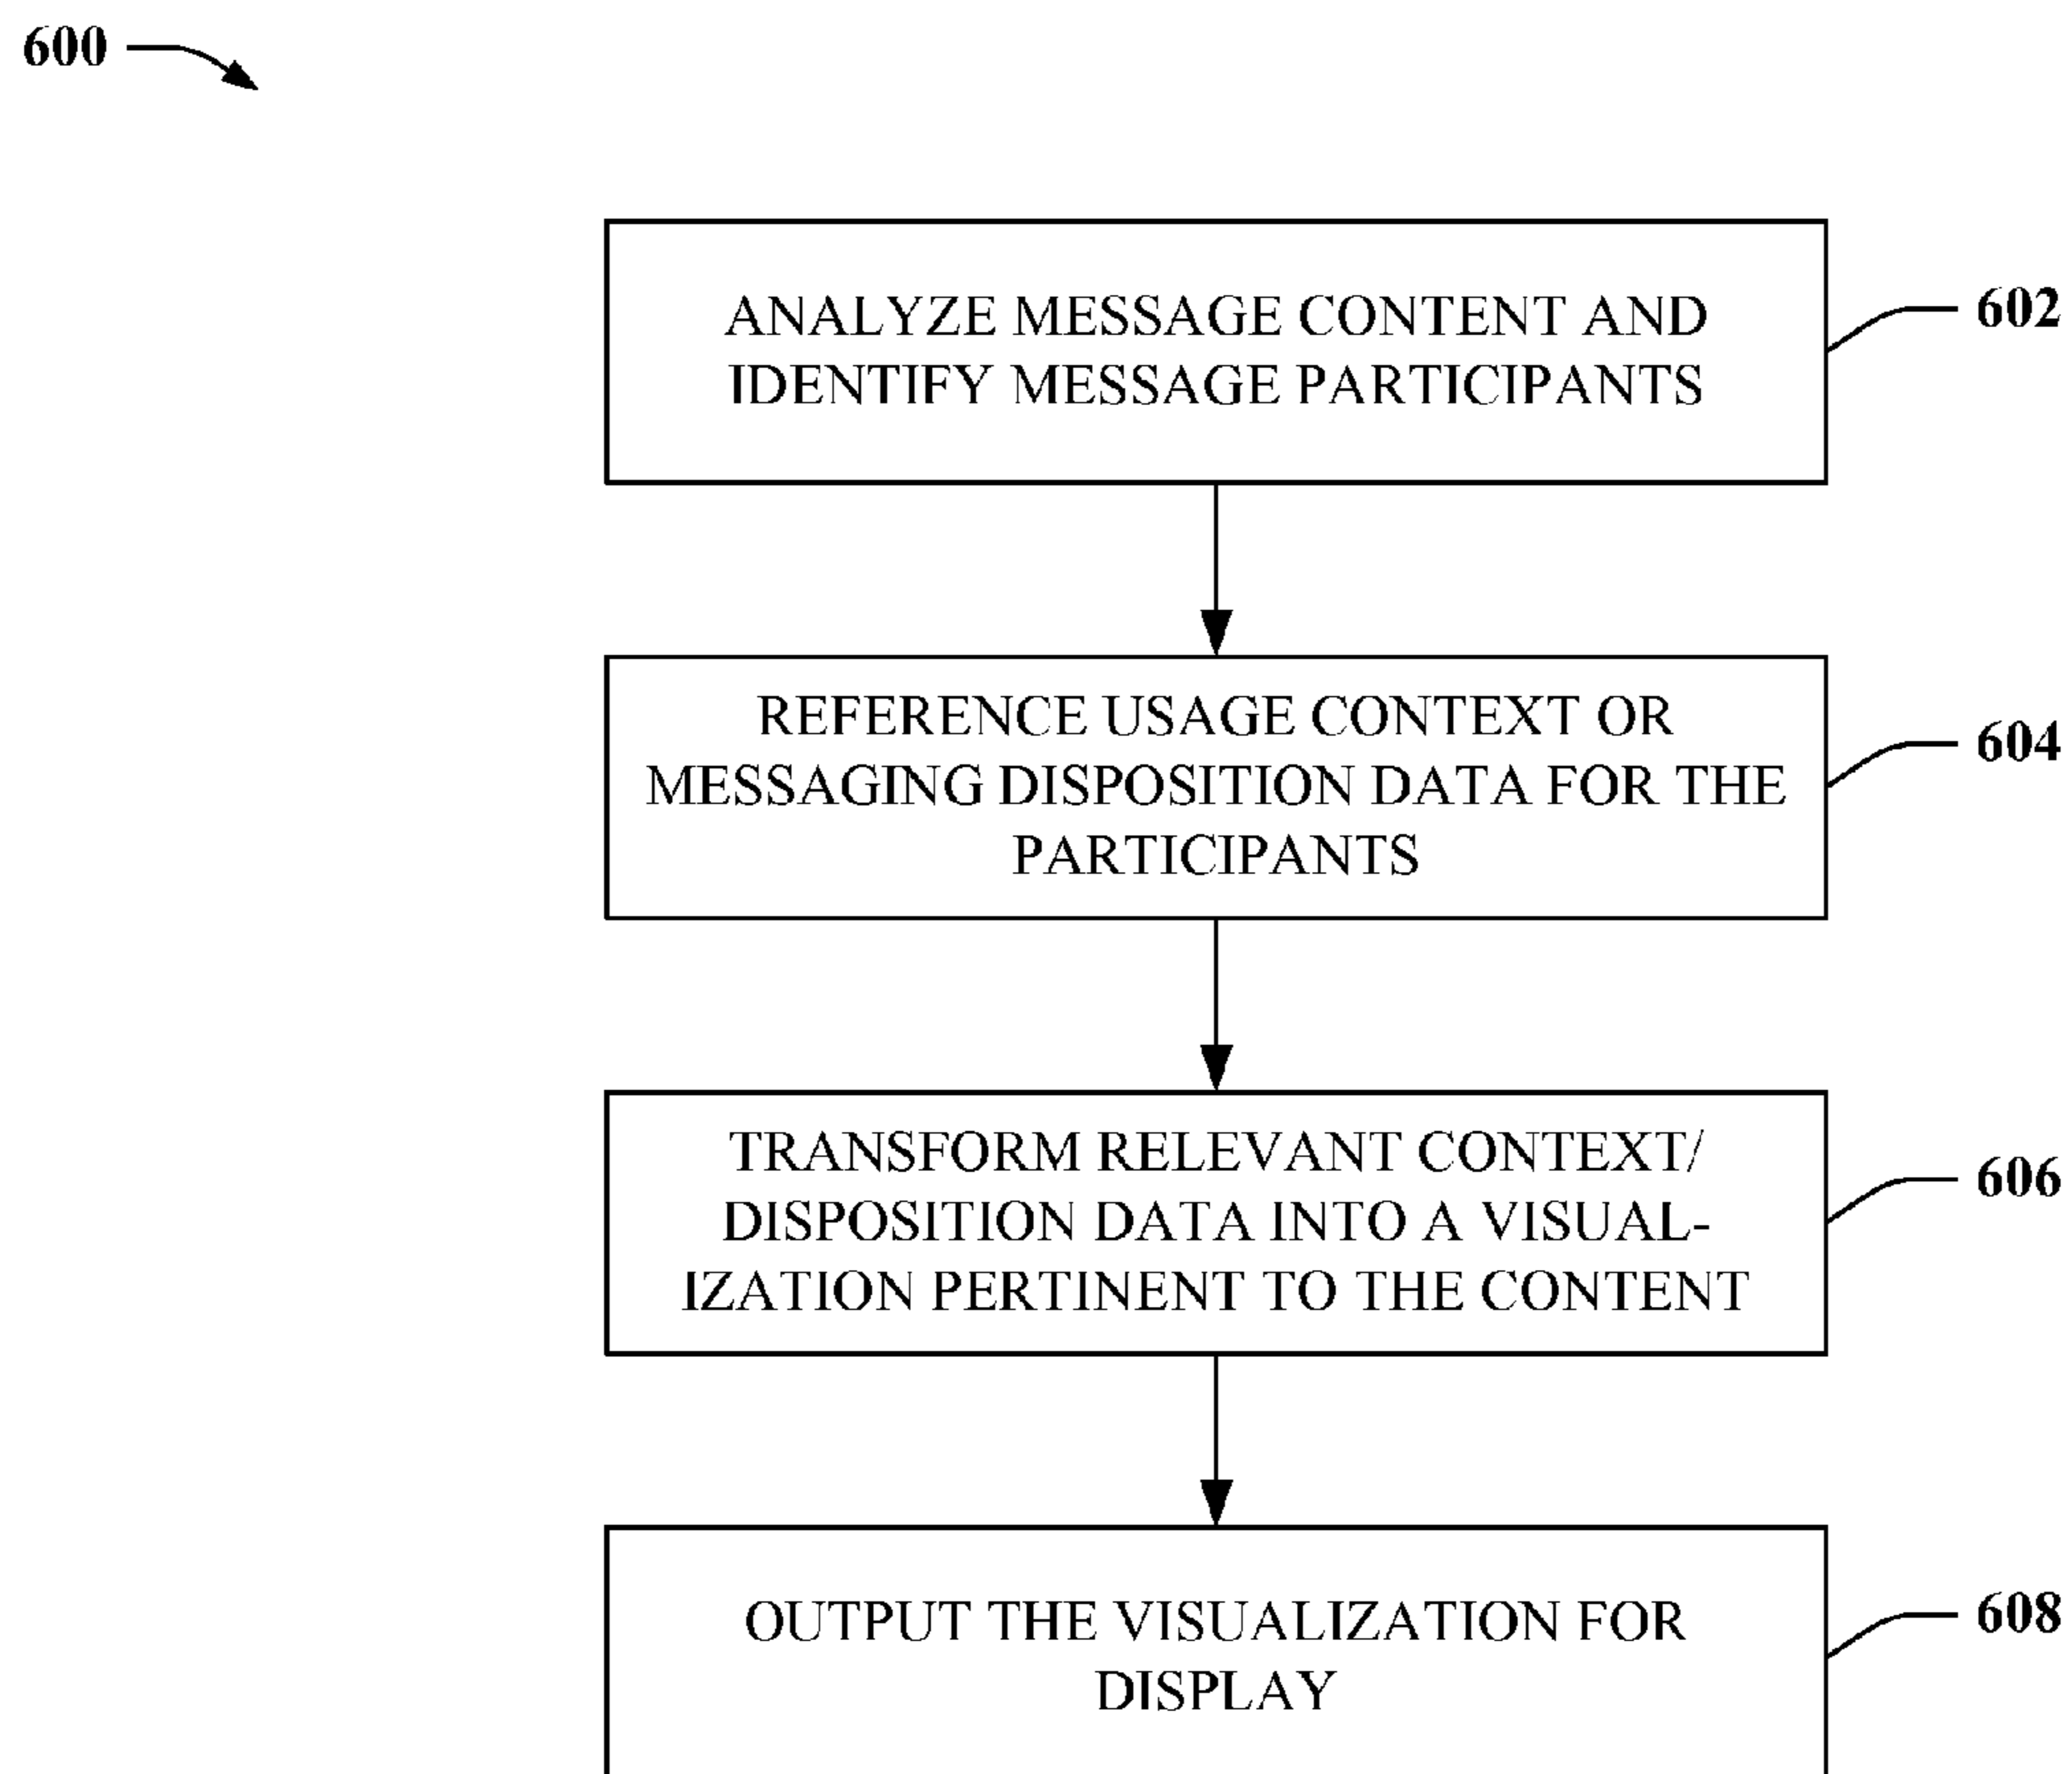 600
ANALYZE MESSAGE CONTENT AND
IDENTIFY MESSAGE PARTICIPANTS
602
REFERENCE USAGE CONTEXT OR
MESSAGING DISPOSITION DATA FOR THE
PARTICIPANTS
604
TRANSFORM RELEVANT CONTEXT/
DISPOSITION DATA INTO A VISUAL-
IZATION PERTINENT TO THE CONTENT
606
OUTPUT THE VISUALIZATION FOR
DISPLAY
608